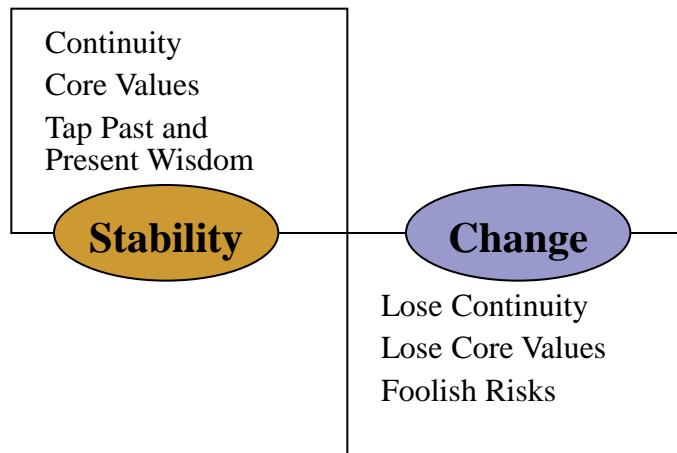 Continuity
Core Values
Tap Past and
Present Wisdom
Stability
Change
Lose Continuity
Lose Core Values
Foolish Risks